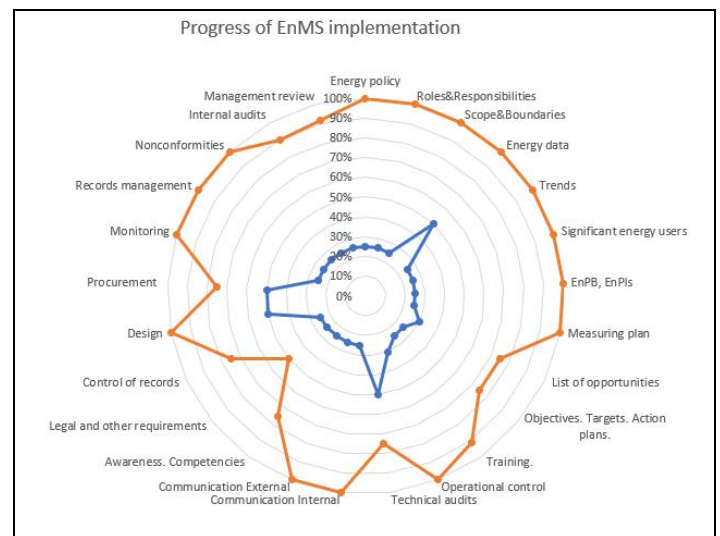 Progress of EnMS implementation
Energy policy
Roles&Responsibilities
Scope&Boundaries
Energy data
Trends
Significant energy users
EnPB, EnPIs
Measuring plan
List of opportunities
Objectives. Targets. Action
plans.
Training.
Operational control
Technical audits
Communication Internal
Communication External
Awareness. Competencies
Legal and other requirements
Control of records
Design
Procurement
Monitoring
Records management
Nonconformities
Internal audits
Management review
100%
90%
80%
70%
60%
50%
40%
30%
20%
10%
0%